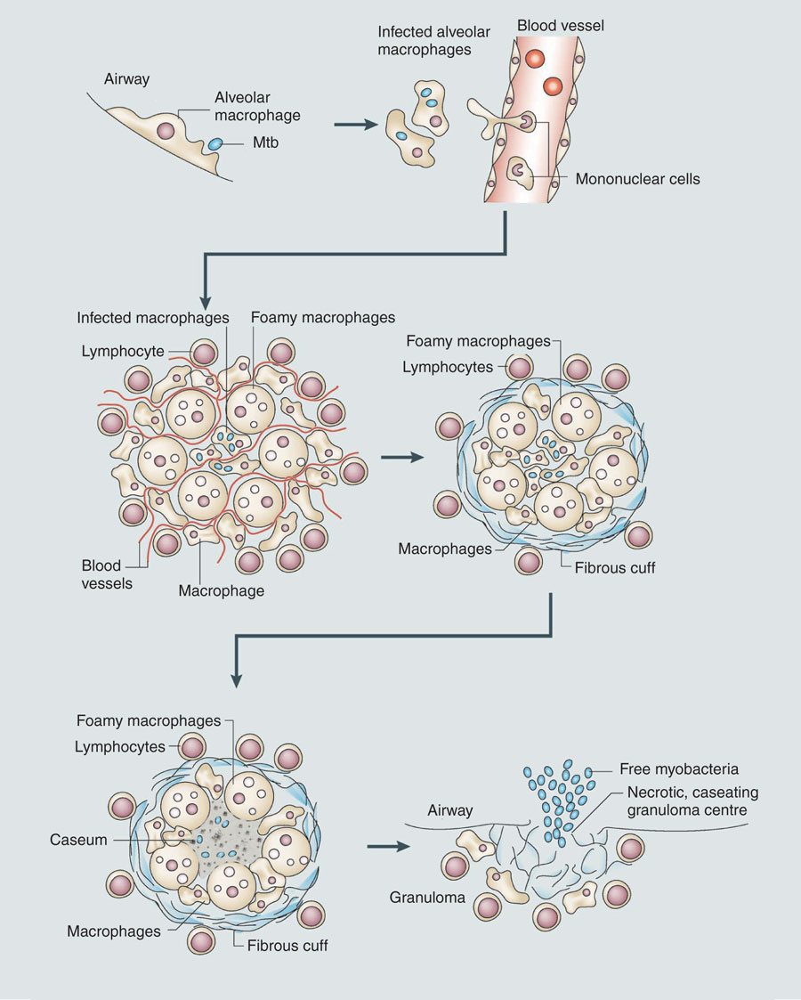 Blood vessel
Infected alveolar
macrophages
Airway
Alveolar
macrophage
Mtb
Mononuclear cells
Infected macrophages
Foamy macrophages
Lymphocyte
Foamy macrophages
Lymphocytes
Blood
vessels
Macrophage
Macrophages
Fibrous cuff
Foamy macrophages
Lymphocytes
Caseum
Macrophages
Fibrous cuff
Free myobacteria
Necrotic, caseating
granuloma centre
Airway
Granuloma